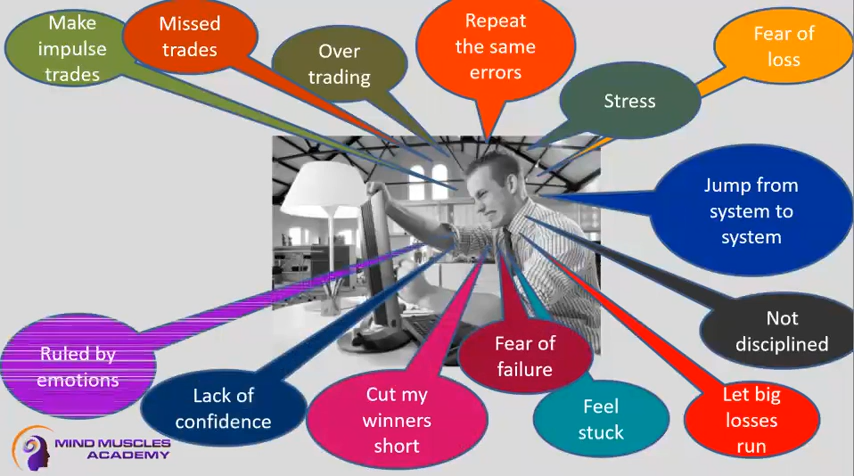 Make
impulse
trades
Missed
trades
Over
trading
Repeat
the same
errors
Stress
Fear of
loss
Jump from
system to
system
Not
disciplined
Ruled by
emotions
Lack of
confidence
Cut my
winners
short
Fear of
failure
Feel
stuck
Let big
losses
run
MIND MUSCLES
ACADEMY